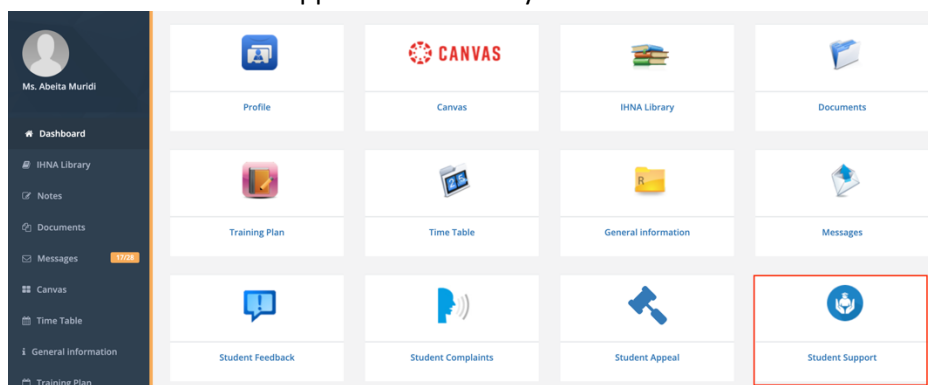 Ms. Abeita Muridi
Dashboard
IHNA Library
Notes
Documents
Messages 17/28
Canvas
Time Table
General information
Training Plan
CANVAS
Profile
Canvas
IHNA Library
Documents
25
R
Training Plan
Time Table
General information
Messages
Student Feedback
Student Complaints
Student Appeal
Student Support